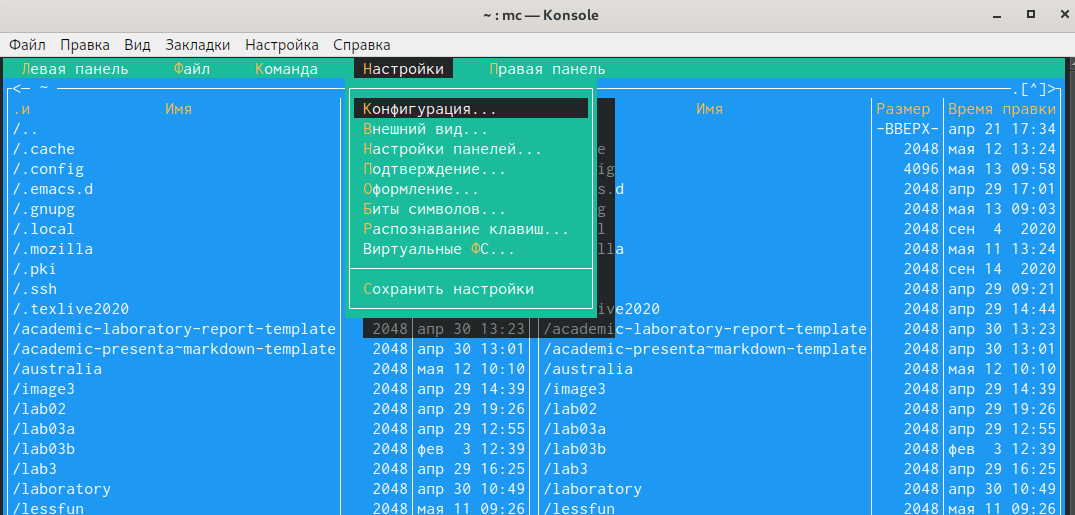 ~ : mc — Konsole
Файл Правка Вид Закладки Настройка Справка
Левая панель Файл Команда Настройки Правая панель
<— ~ .[^]>
.и Имя Конфигурация... Имя Размер Время правки
/.. Внешний вид... -ВВЕРХ- апр 21 17:34
/.cache Настройки панелей... e 2048 мая 12 13:24
/.config Подтверждение... ig 4096 мая 13 09:58
/.emacs.d Оформление... s.d 2048 апр 29 17:01
/.gnupg Биты символов... g 2048 мая 13 09:03
/.local Распознавание клавиш... l 2048 сен 4 2020
/.mozilla Виртуальные ФС... lla 2048 мая 11 13:24
/.pki 2048 сен 14 2020
/.ssh Сохранить настройки 2048 апр 29 09:21
/.texlive2020 ive2020 2048 апр 29 14:44
/academic-laboratory-report-template 2048 апр 30 13:23 /academic-laboratory-report-template 2048 апр 30 13:23
/academic-presenta~markdown-template 2048 апр 30 13:01 /academic-presenta~markdown-template 2048 апр 30 13:01
/australia 2048 мая 12 10:10 /australia 2048 мая 12 10:10
/image3 2048 апр 29 14:39 /image3 2048 апр 29 14:39
/lab02 2048 апр 29 19:26 /lab02 2048 апр 29 19:26
/lab03a 2048 апр 29 12:55 /lab03a 2048 апр 29 12:55
/lab03b 2048 фев 3 12:39 /lab03b 2048 фев 3 12:39
/lab3 2048 апр 29 16:25 /lab3 2048 апр 29 16:25
/laboratory 2048 апр 30 10:49 /laboratory 2048 апр 30 10:49
/lessfun 2048 мая 11 09:26 /lessfun 2048 мая 11 09:26